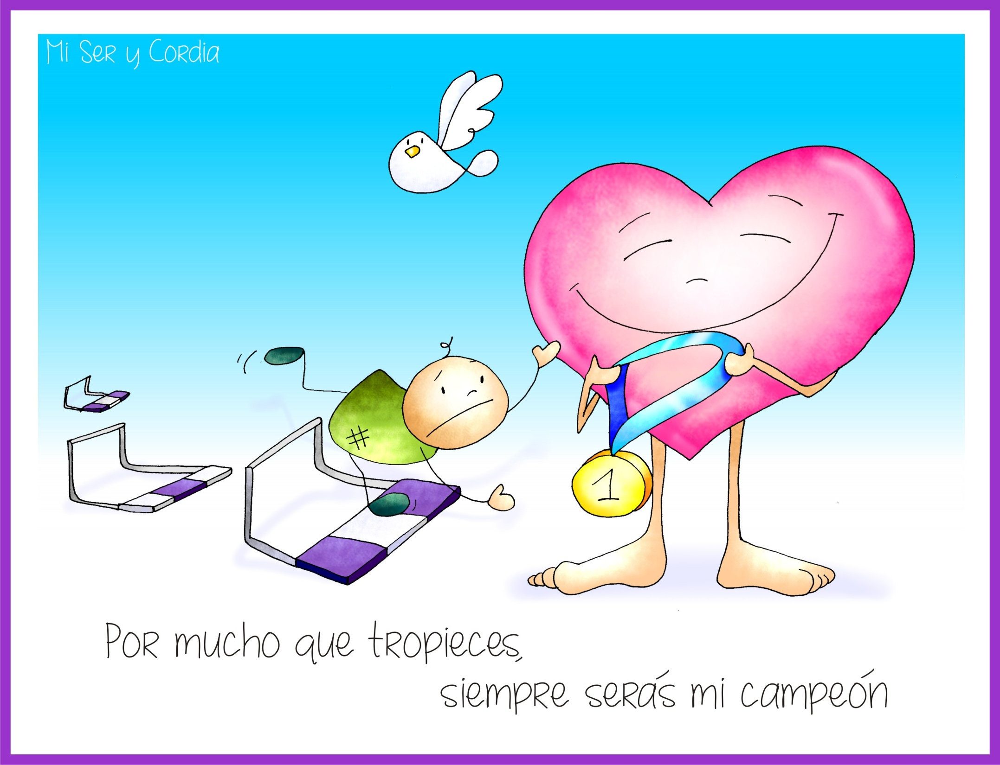 Mi Ser y Cordia
1
Por mucho que tropieces,
siempre serás mi campeón